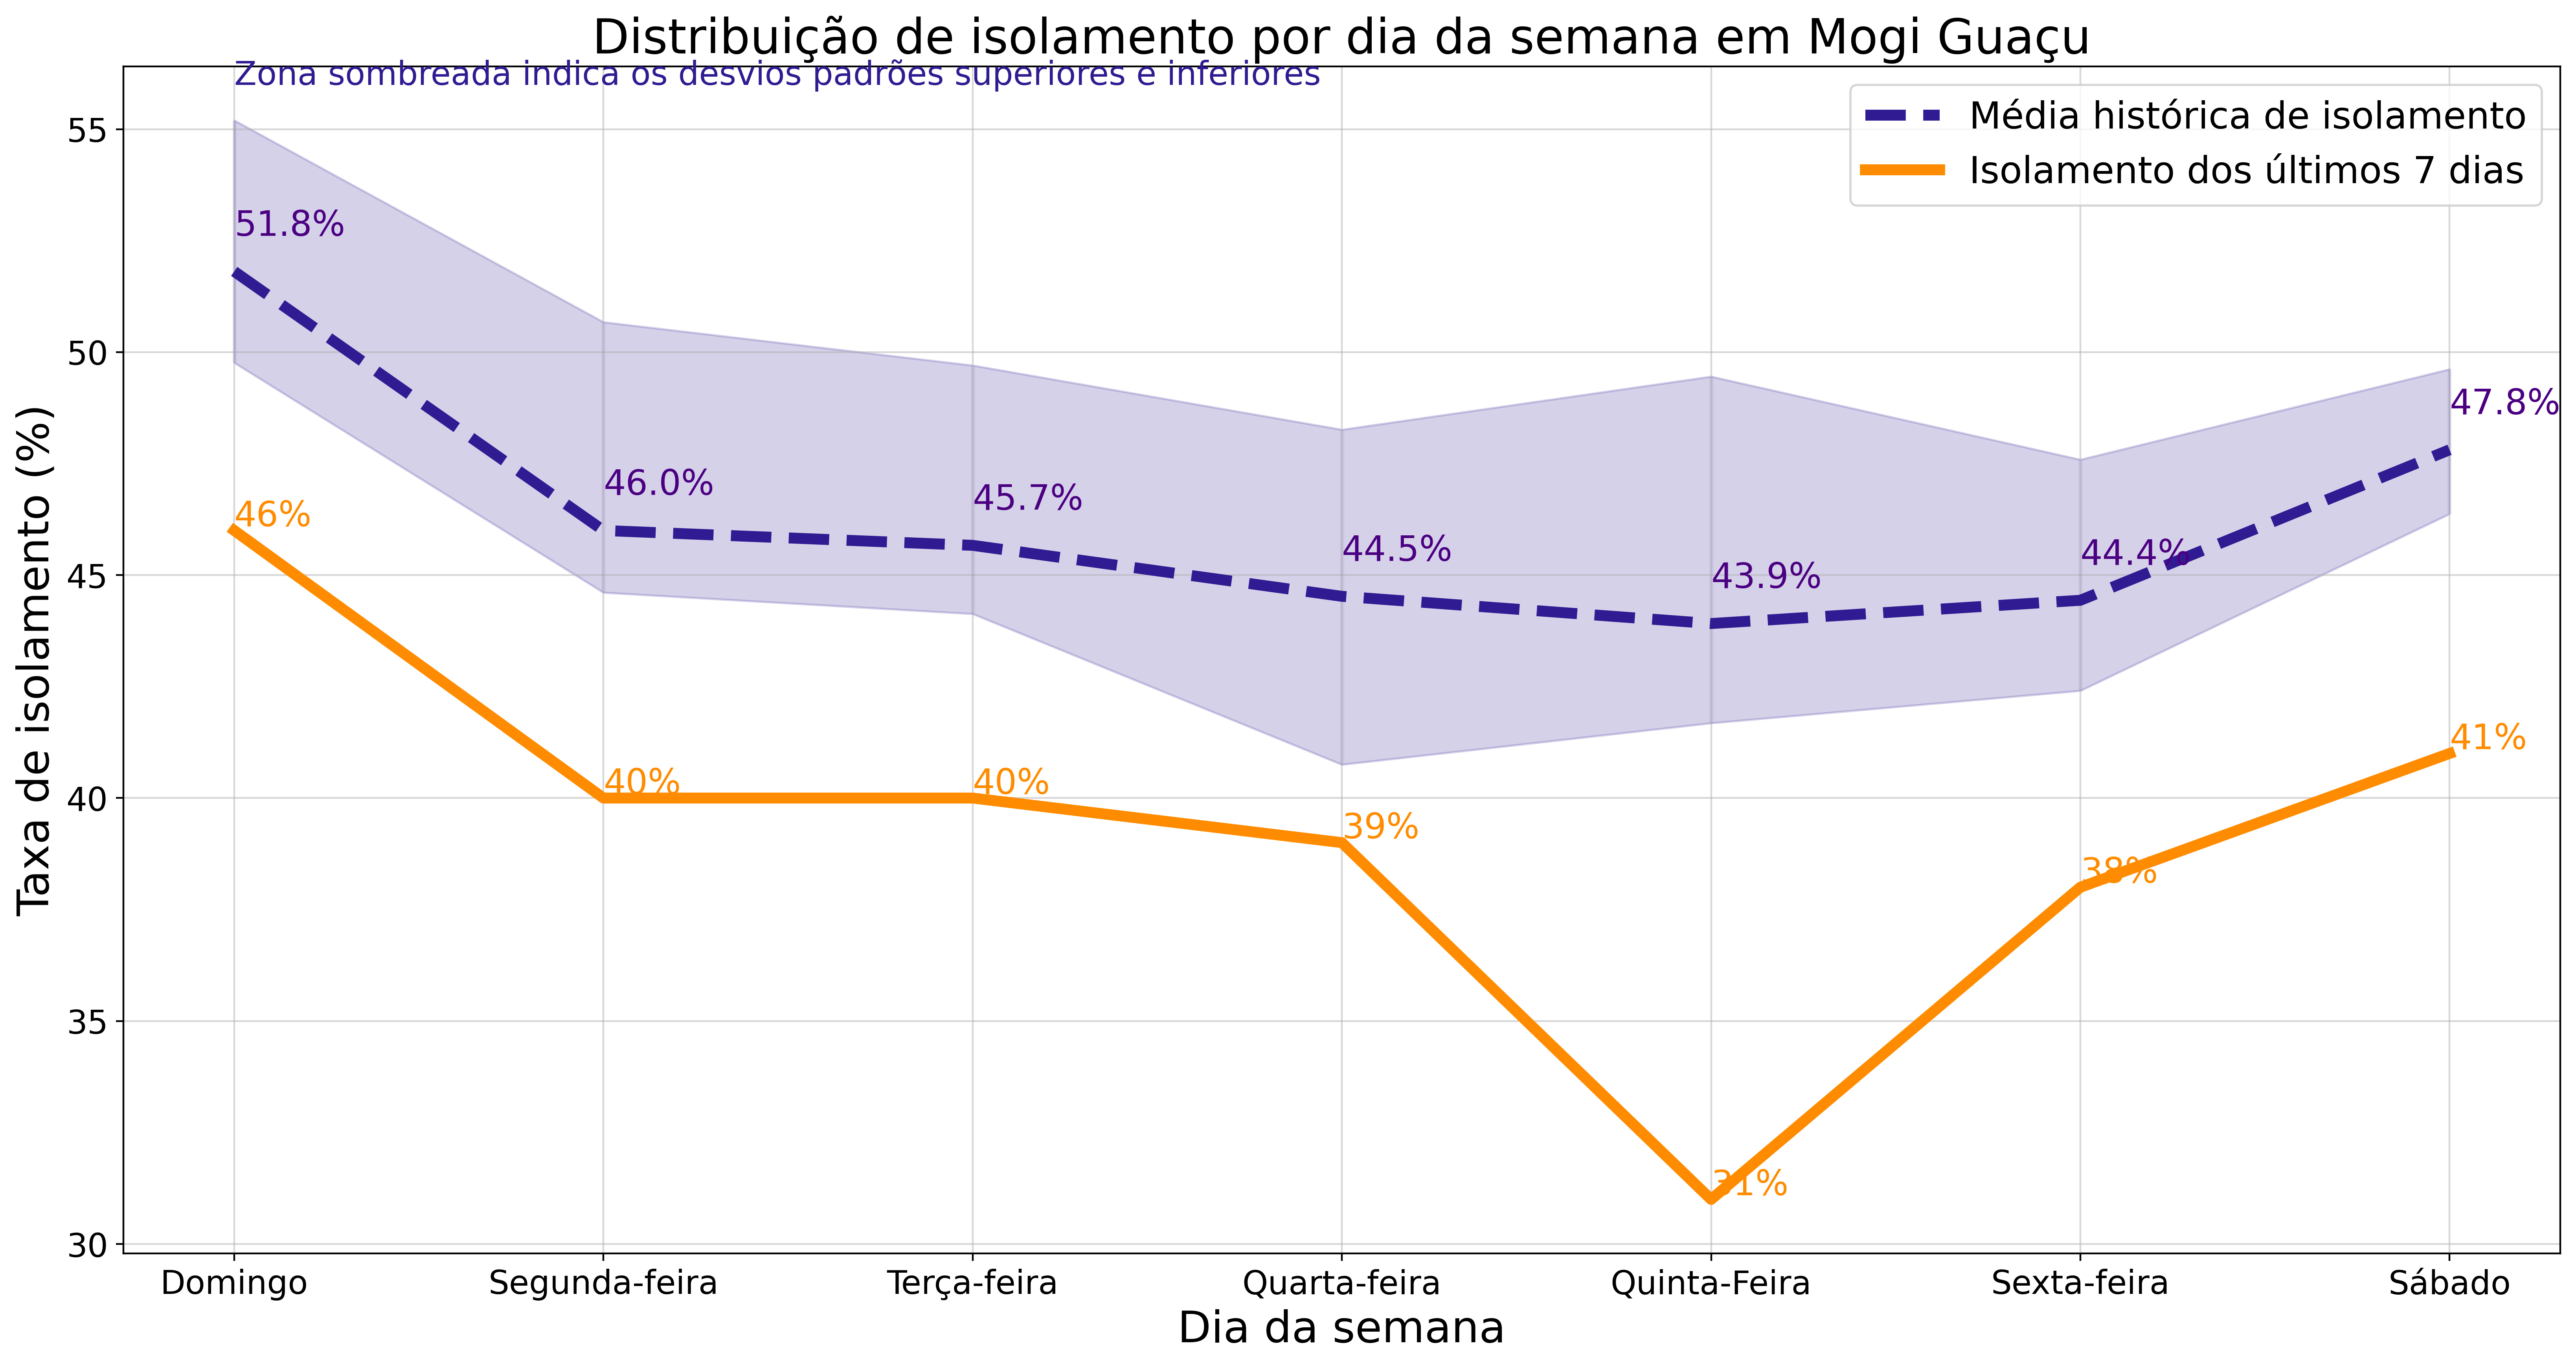 Distribuição de isolamento por dia da semana em Mogi Guaçu
Zona sombreada indica os desvios padrões superiores e inferiores
Média histórica de isolamento
Isolamento dos últimos 7 dias
Taxa de isolamento (%)
55
50
45
40
35
30
51.8%
46.0%
45.7%
44.5%
43.9%
44.4%
47.8%
46%
40%
40%
39%
31%
38%
41%
Domingo
Segunda-feira
Terça-feira
Quarta-feira
Quinta-Feira
Sexta-feira
Sábado
Dia da semana